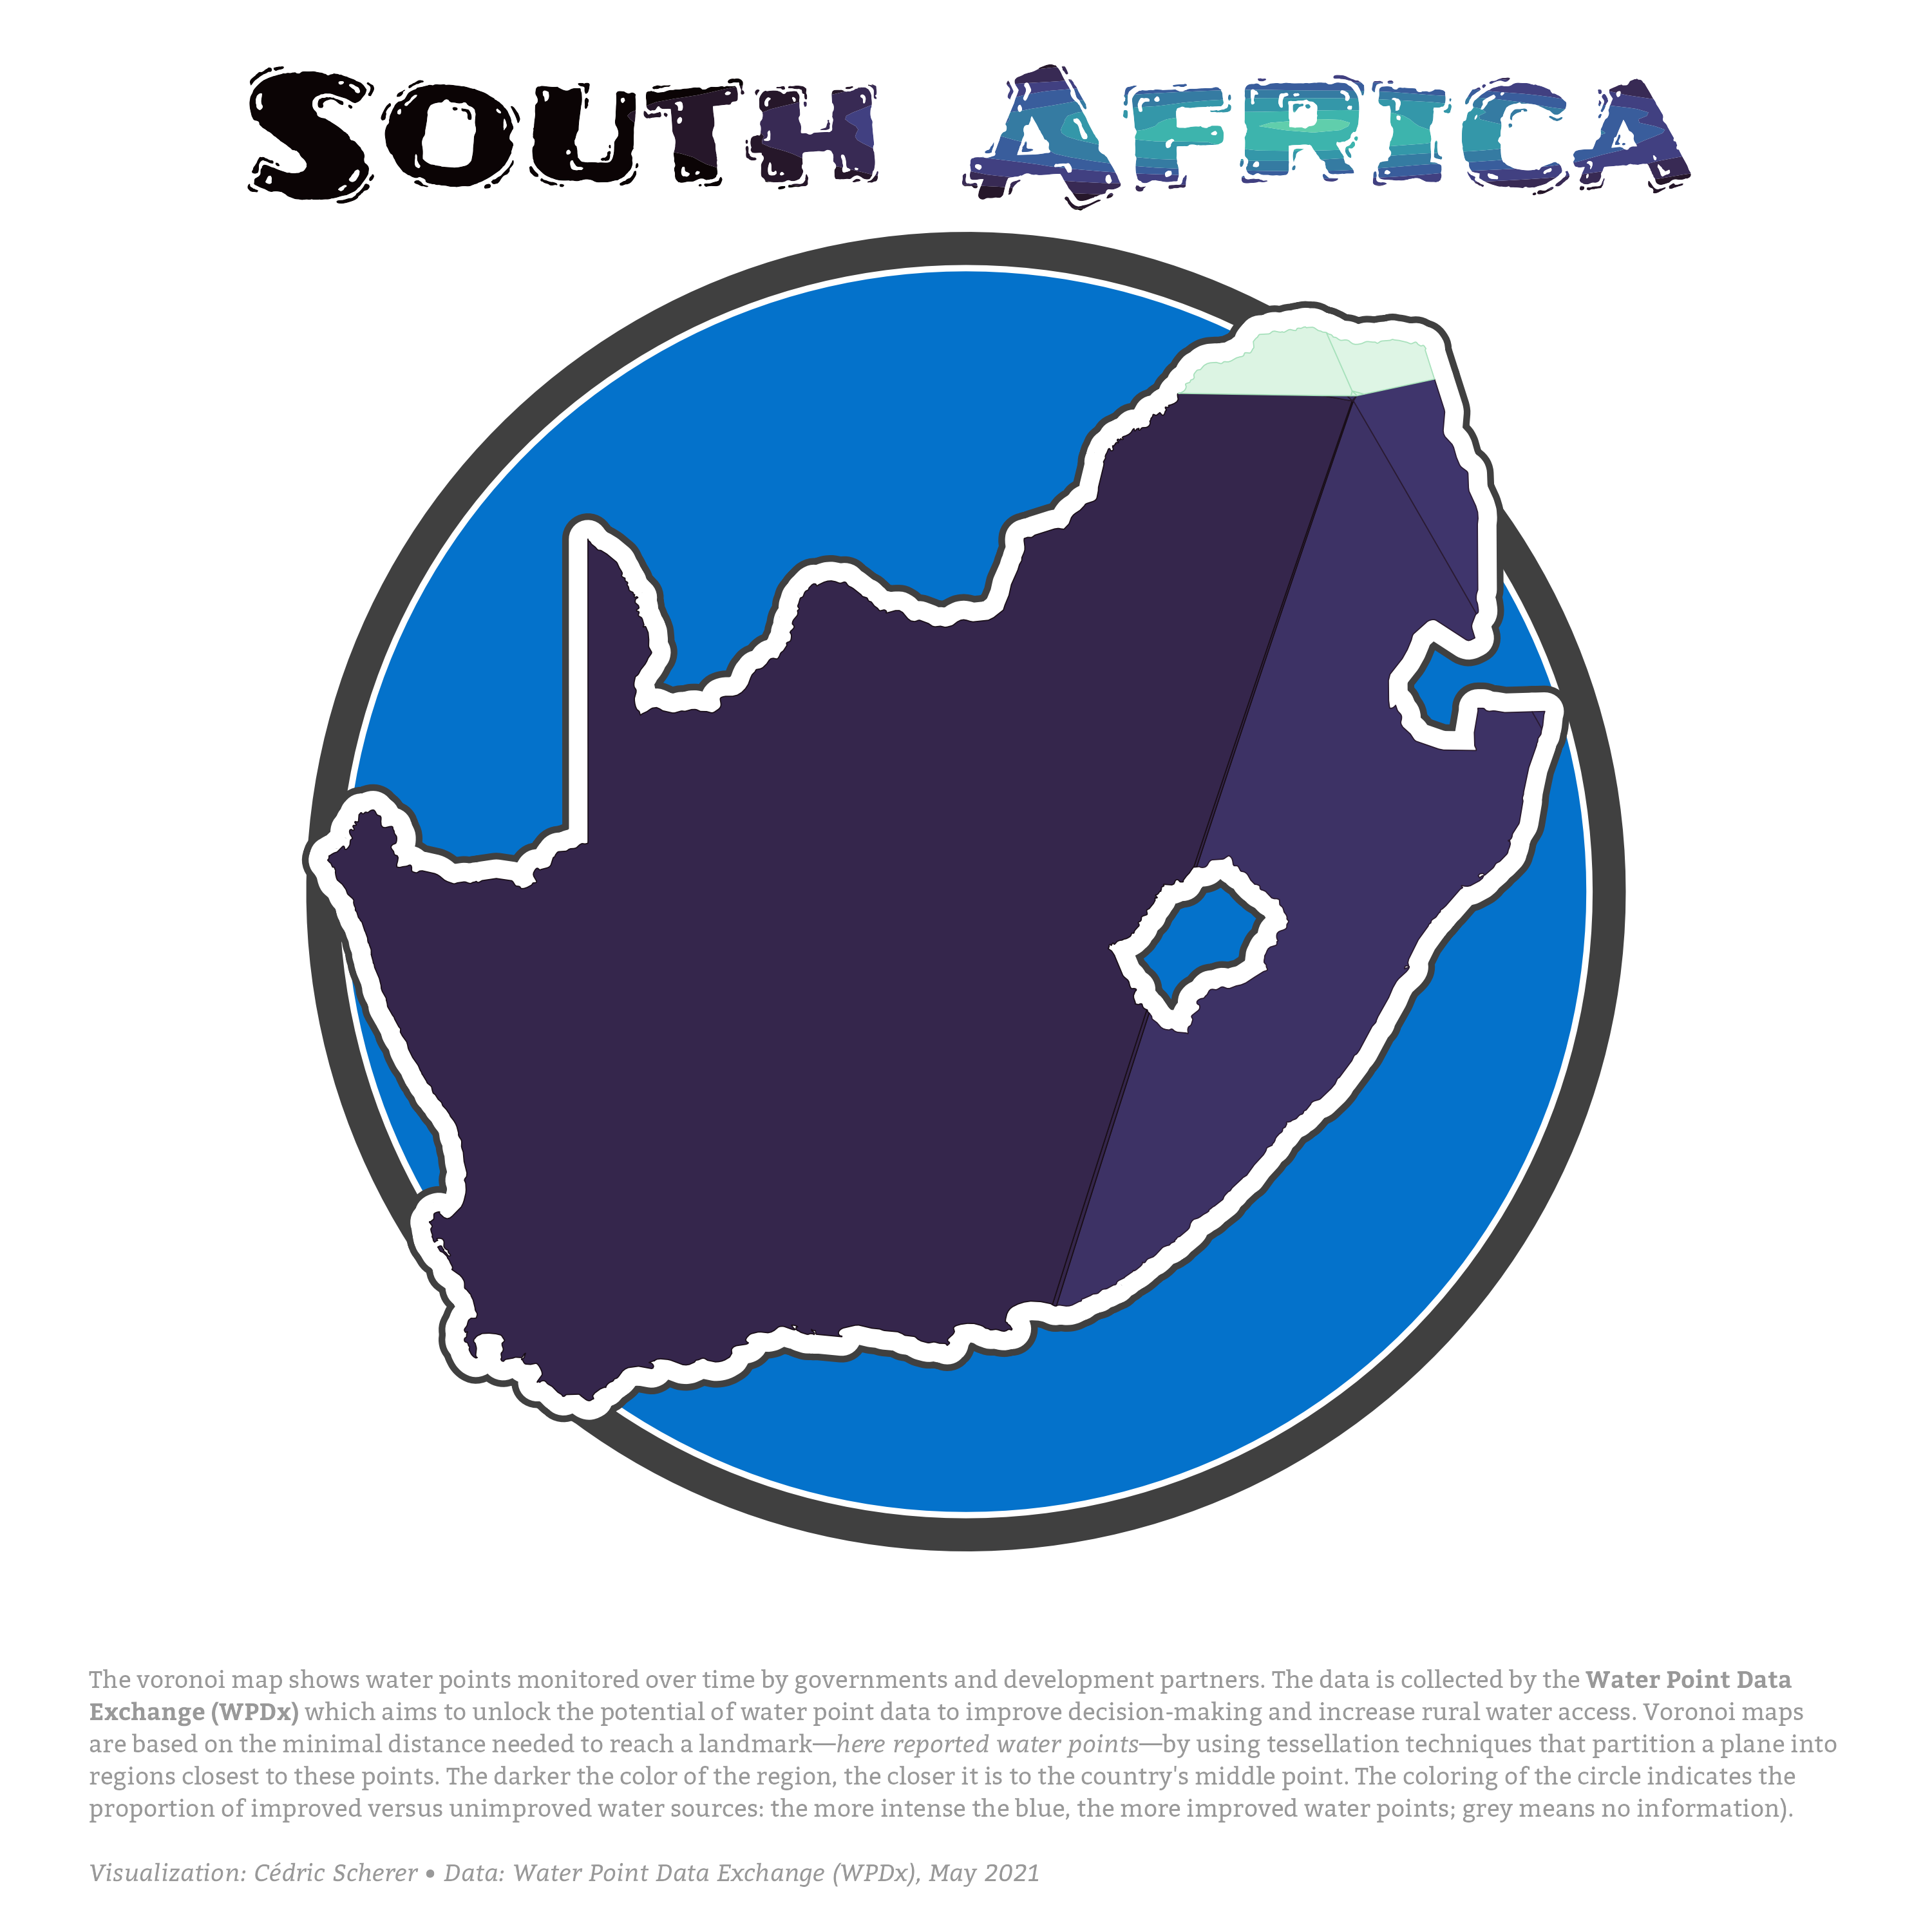 South Africa
The voronoi map shows water points monitored over time by governments and development partners. The data is collected by the Water Point Data
Exchange (WPDx) which aims to unlock the potential of water point data to improve decision-making and increase rural water access. Voronoi maps
are based on the minimal distance needed to reach a landmark—here reported water points—by using tessellation techniques that partition a plane into
regions closest to these points. The darker the color of the region, the closer it is to the country's middle point. The coloring of the circle indicates the
proportion of improved versus unimproved water sources: the more intense the blue, the more improved water points; grey means no information).
Visualization: Cédric Scherer • Data: Water Point Data Exchange (WPDx), May 2021